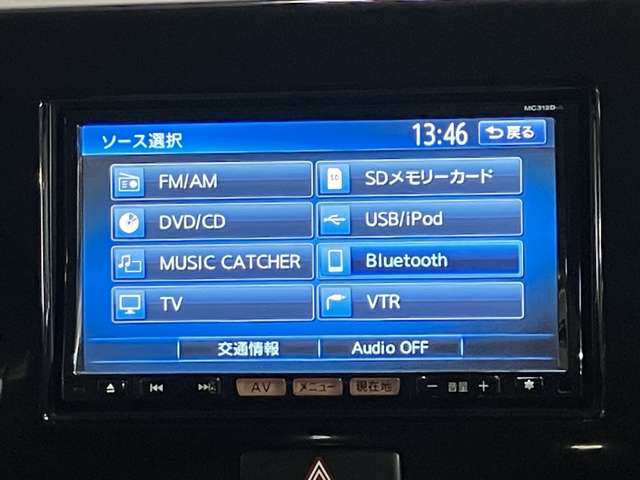 MC312D
ソース選択 13:46 戻る
FM/AM SDメモリーカード
DVD/CD USB/iPod
MUSIC CATCHER Bluetooth
TV VTR
交通情報 Audio OFF
AV メニュー 現在地 − 音量 +